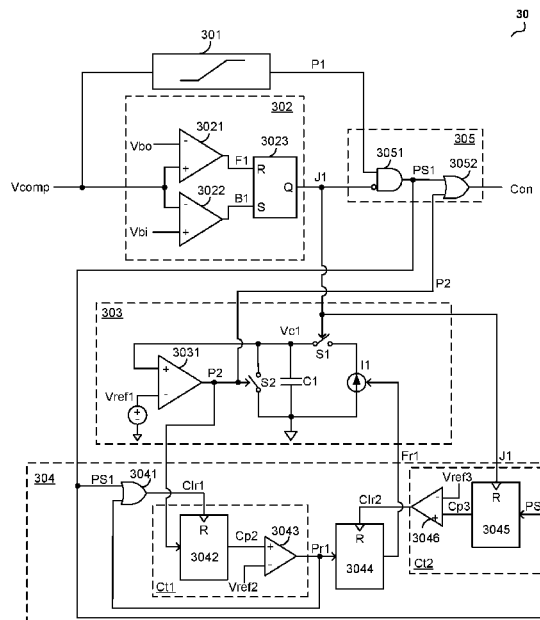 30
301
P1
302
3021
Vbo
F1
3023
R
Q
S
J1
Vcomp
3022
B1
Vbi
305
3051
PS1
3052
Con
P2
303
Vc1
S1
3031
P2
S2
C1
I1
Vref1
Fr1
J1
304
PS1
3041
Clr1
R
3042
Cp2
3043
Vref2
Ct1
Pr1
Clr2
R
3044
Vref3
Cp3
3046
R
3045
Ct2